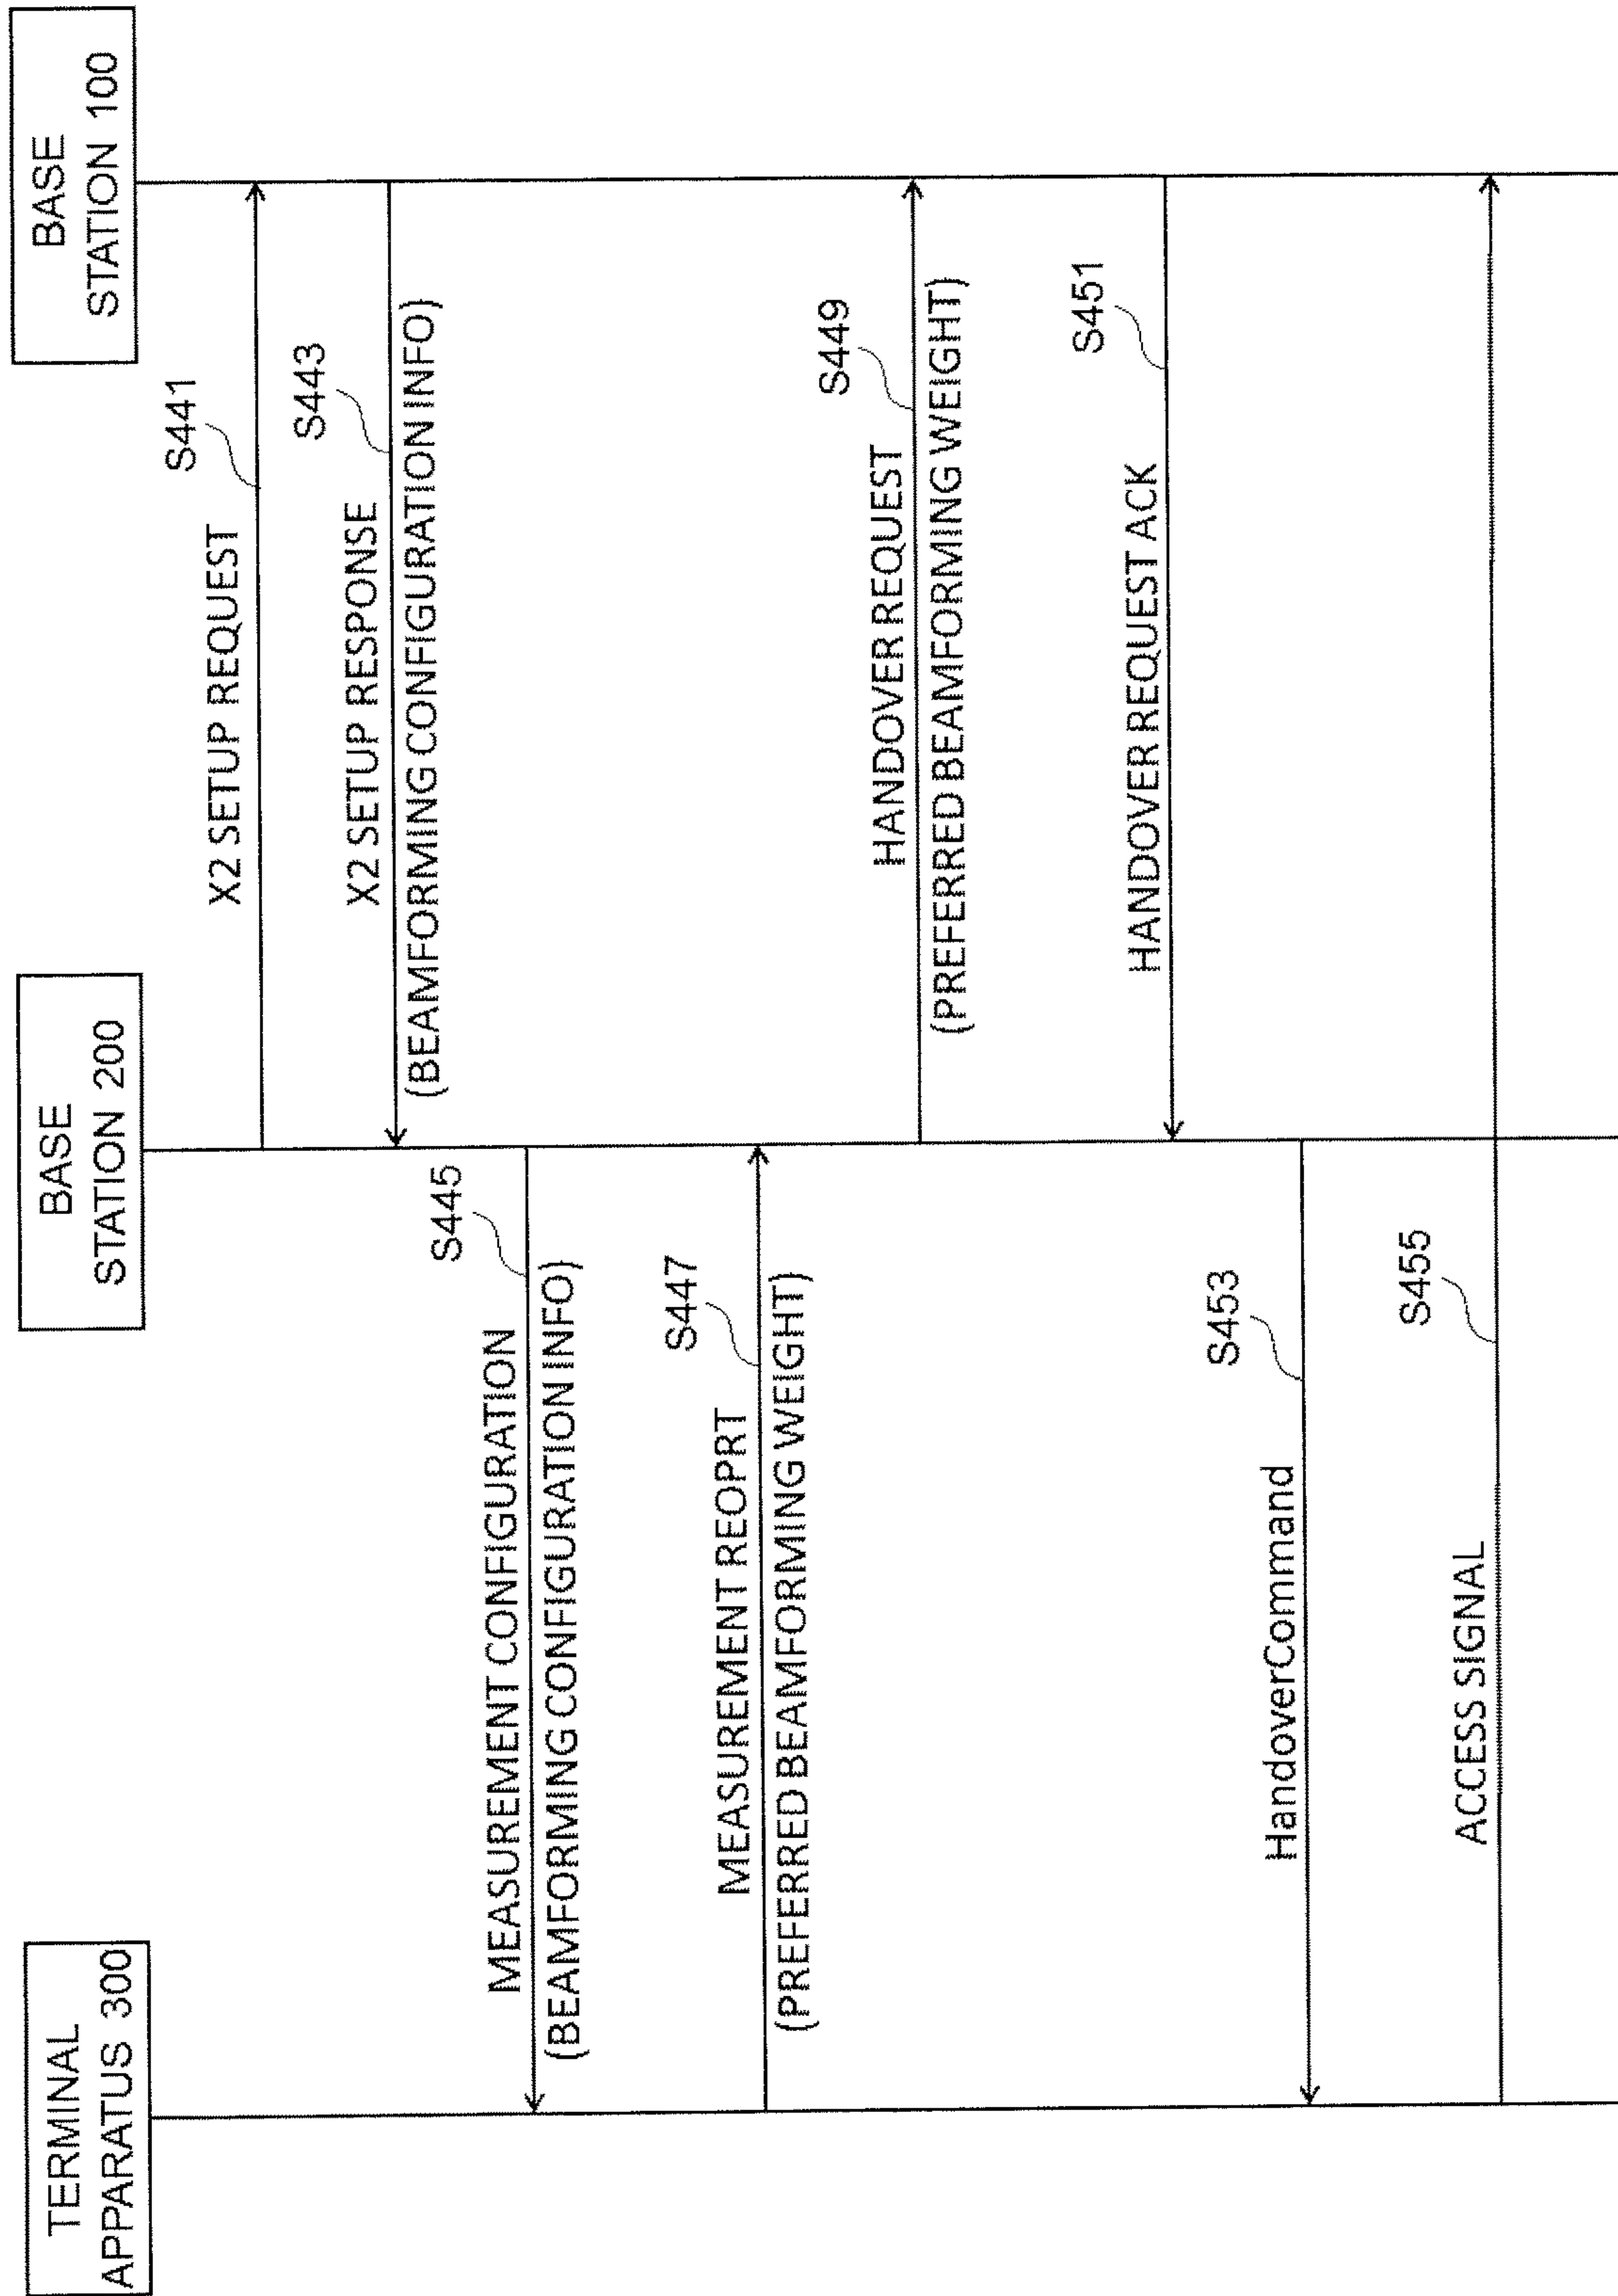 TERMINAL
APPARATUS 300
BASE
STATION 200
BASE
STATION 100
S441
X2 SETUP REQUEST
S443
X2 SETUP RESPONSE
(BEAMFORMING CONFIGURATION INFO)
S445
MEASUREMENT CONFIGURATION
(BEAMFORMING CONFIGURATION INFO)
S447
MEASUREMENT REOPRT
(PREFERRED BEAMFORMING WEIGHT)
S449
HANDOVER REQUEST
(PREFERRED BEAMFORMING WEIGHT)
S451
HANDOVER REQUEST ACK
S453
HandoverCommand
S455
ACCESS SIGNAL